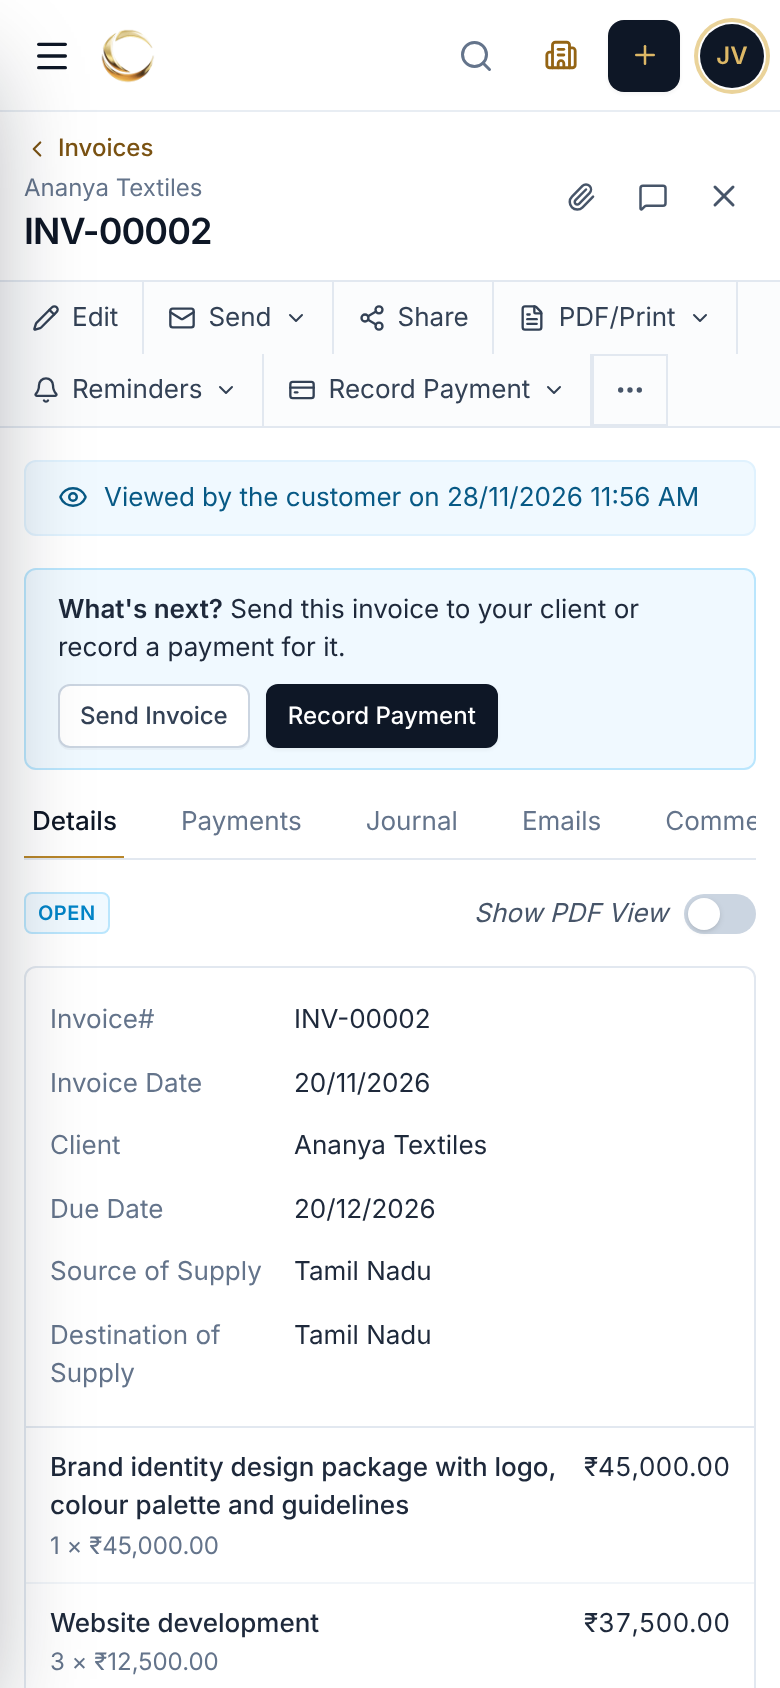 JV
Invoices
Ananya Textiles
INV-00002
Edit
Send
Share
PDF/Print
Reminders
Record Payment
Viewed by the customer on 28/11/2026 11:56 AM
What's next? Send this invoice to your client or
record a payment for it.
Send Invoice
Record Payment
Details
Payments
Journal
Emails
Comme
OPEN
Show PDF View
Invoice#
INV-00002
Invoice Date
20/11/2026
Client
Ananya Textiles
Due Date
20/12/2026
Source of Supply
Tamil Nadu
Destination of
Supply
Tamil Nadu
Brand identity design package with logo,
colour palette and guidelines
₹45,000.00
1 × ₹45,000.00
Website development
₹37,500.00
3 × ₹12,500.00